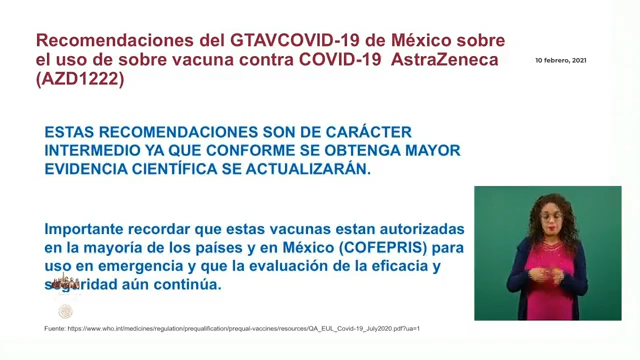 Recomendaciones del GTAVCOVID-19 de México sobre
el uso de sobre vacuna contra COVID-19 AstraZeneca
(AZD1222)
10 febrero, 2021
ESTAS RECOMENDACIONES SON DE CARÁCTER
INTERMEDIO YA QUE CONFORME SE OBTENGA MAYOR
EVIDENCIA CIENTÍFICA SE ACTUALIZARÁN.
Importante recordar que estas vacunas estan autorizadas
en la mayoría de los países y en México (COFEPRIS) para
uso en emergencia y que la evaluación de la eficacia y
seguridad aún continúa.
Fuente: https://www.who.int/medicines/regulation/prequalification/prequal-vaccines/resources/QA_EUL_Covid-19_July2020.pdf?ua=1